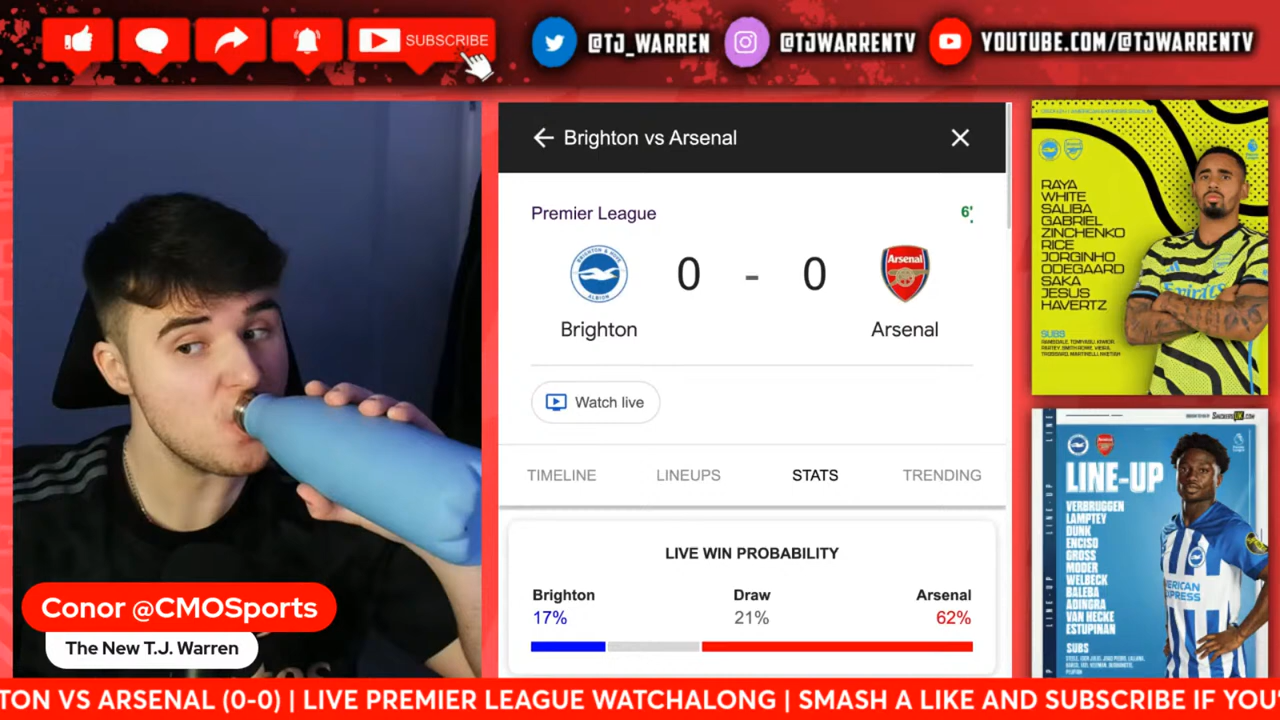 SUBSCRIBE
@TJ_WARREN
@TJWARRENTV
YOUTUBE.COM/@TJWARRENTV
Brighton vs Arsenal
Premier League
6'
BRIGHTON & HOVE
ALBION
Arsenal
0 - 0
Brighton
Arsenal
Watch live
TIMELINE
LINEUPS
STATS
TRENDING
LIVE WIN PROBABILITY
Brighton
Draw
Arsenal
17%
21%
62%
RAYA
WHITE
SALIBA
GABRIEL
ZINCHENKO
RICE
JORGINHO
ODEGAARD
SAKA
JESUS
HAVERTZ
SUBS
LINE-UP
VERBRUGGEN
LAMPTEY
DUNK
ENCISO
GROSS
MODER
WELBECK
BALEBA
ADINGRA
VAN HECKE
ESTUPINAN
SUBS
Conor @CMOSports
The New T.J. Warren
TON VS ARSENAL (0-0) | LIVE PREMIER LEAGUE WATCHALONG | SMASH A LIKE AND SUBSCRIBE IF YOU'